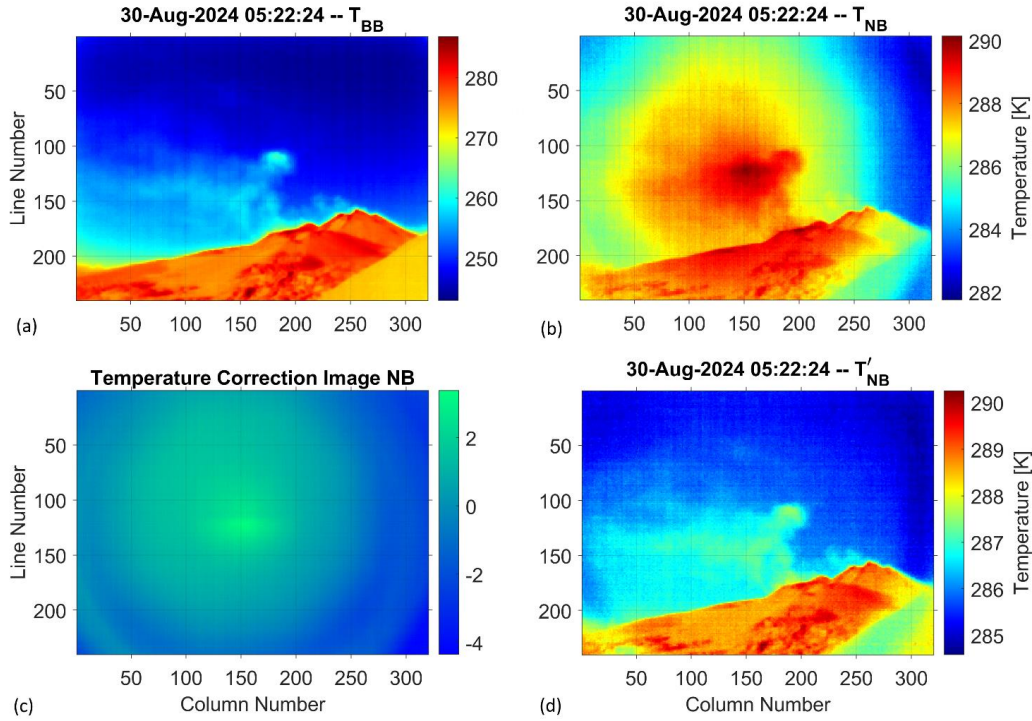 30-Aug-2024 05:22:24 -- T_BB
Line Number
50
100
150
200
50 100 150 200 250 300
280
270
260
250
(a)
30-Aug-2024 05:22:24 -- T_NB
50
100
150
200
50 100 150 200 250 300
290
288
286
284
282
Temperature [K]
(b)
Temperature Correction Image NB
Line Number
50
100
150
200
50 100 150 200 250 300
Column Number
2
0
-2
-4
(c)
30-Aug-2024 05:22:24 -- T'_NB
50
100
150
200
50 100 150 200 250 300
Column Number
290
289
288
287
286
285
Temperature [K]
(d)